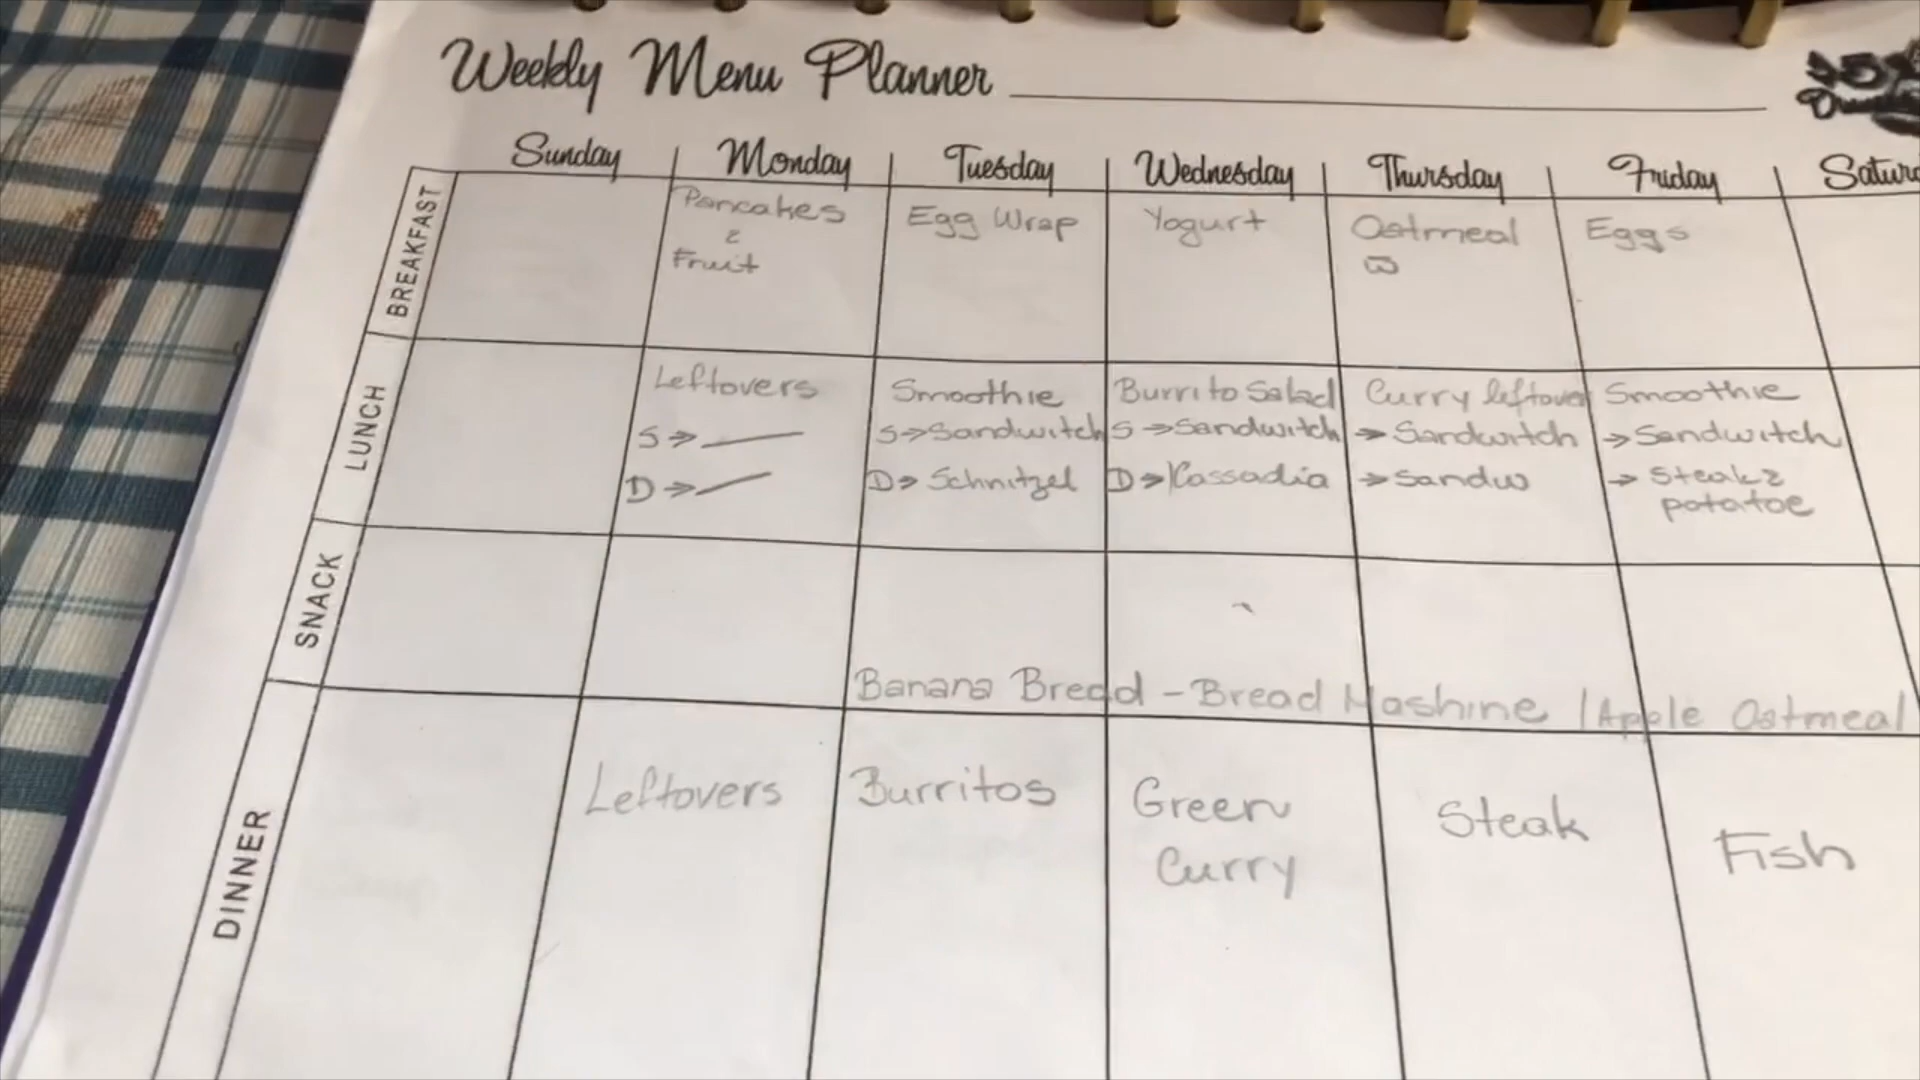 Weekly Menu Planner
Sunday Monday Tuesday Wednesday Thursday Friday Satur
BREAKFAST
Pancakes
&
Fruit
Egg Wrap
Yogurt
Oatmeal
Eggs
LUNCH
Leftovers
S →
D →
Smoothie
S → Sandwitch
D → Schnitzel
Burrito Salad
S → Sandwitch
D → Kassadia
Curry leftover
→ Sandwitch
→ Sandw
Smoothie
→ Sandwitch
→ Steak &
potatoe
SNACK
Banana Bread - Bread Mashine / Apple Oatmeal
DINNER
Leftovers
Burritos
Green
Curry
Steak
Fish